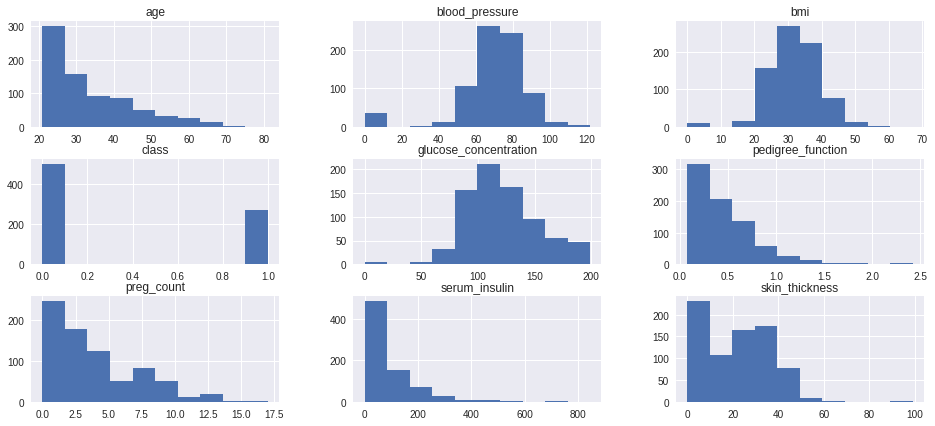 age
300
200
100
0
20 30 40 50 60 70 80
blood_pressure
200
100
0
0 20 40 60 80 100 120
bmi
200
100
0
0 10 20 30 40 50 60 70
class
400
200
0
0.0 0.2 0.4 0.6 0.8 1.0
glucose_concentration
200
150
100
50
0
0 50 100 150 200
pedigree_function
300
200
100
0
0.0 0.5 1.0 1.5 2.0 2.5
preg_count
200
100
0
0.0 2.5 5.0 7.5 10.0 12.5 15.0 17.5
serum_insulin
400
200
0
0 200 400 600 800
skin_thickness
200
150
100
50
0
0 20 40 60 80 100